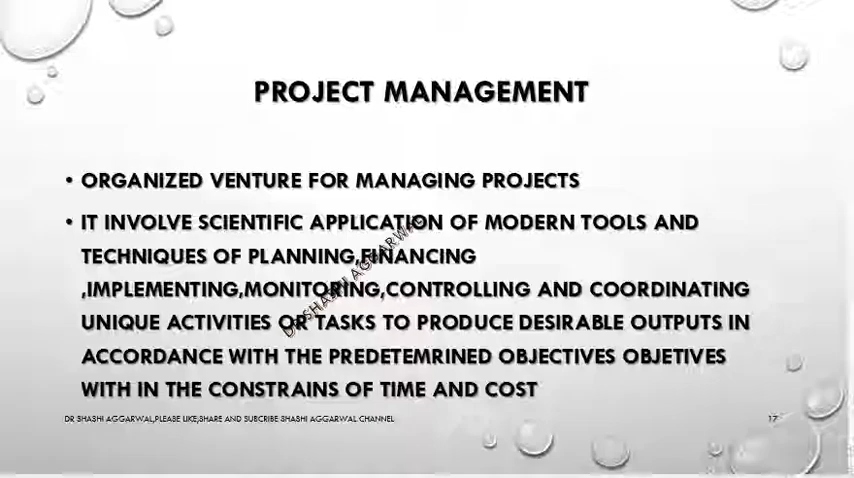 PROJECT MANAGEMENT
• ORGANIZED VENTURE FOR MANAGING PROJECTS
• IT INVOLVE SCIENTIFIC APPLICATION OF MODERN TOOLS AND
TECHNIQUES OF PLANNING,FINANCING
,IMPLEMENTING,MONITORING,CONTROLLING AND COORDINATING
UNIQUE ACTIVITIES OR TASKS TO PRODUCE DESIRABLE OUTPUTS IN
ACCORDANCE WITH THE PREDETEMRINED OBJECTIVES OBJETIVES
WITH IN THE CONSTRAINS OF TIME AND COST
DR SHASHI AGGARWAL
DR SHASHI AGGARWAL,PLEASE LIKE,SHARE AND SUBCRIBE SHASHI AGGARWAL CHANNEL
17